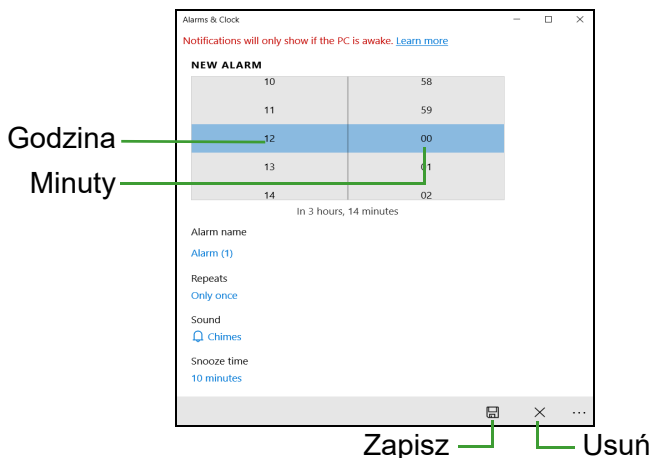 Alarms & Clock
Notifications will only show if the PC is awake. Learn more
NEW ALARM
10 58
11 59
Godzina 12 00
Minuty 13 01
14 02
In 3 hours, 14 minutes
Alarm name
Alarm (1)
Repeats
Only once
Sound
Chimes
Snooze time
10 minutes
Zapisz Usuń